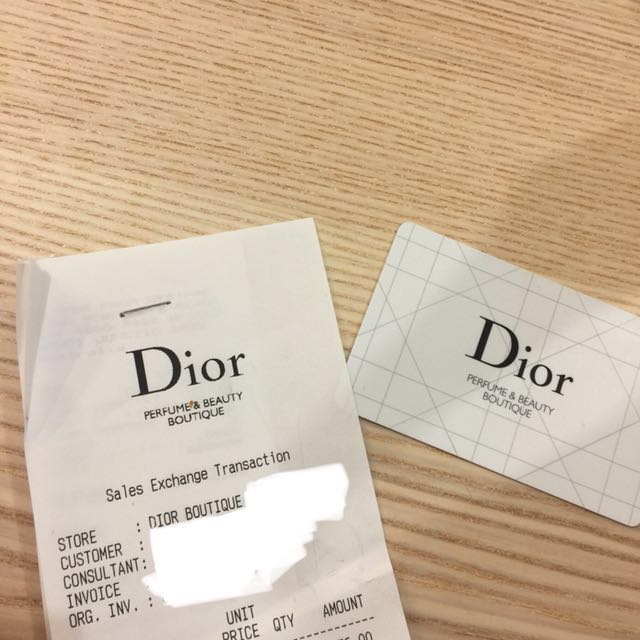 Dior
PERFUME & BEAUTY
BOUTIQUE
Sales Exchange Transaction
STORE : DIOR BOUTIQUE
CUSTOMER :
CONSULTANT:
INVOICE
ORG. INV. :
UNIT
PRICE QTY AMOUNT
Dior
PERFUME & BEAUTY
BOUTIQUE